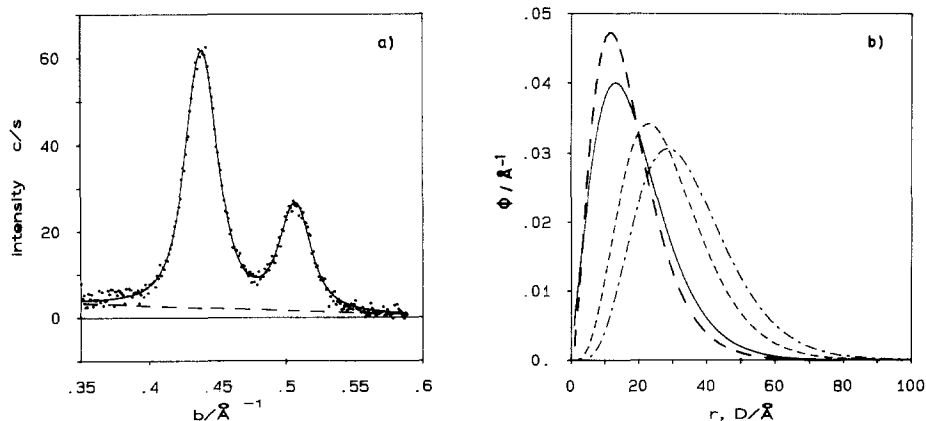 a)
60
40
20
0
intensity c/s
.35 .4 .45 .5 .55 .6
b/Å⁻¹
b)
.05
.04
.03
.02
.01
0.
Φ / Å⁻¹
0 20 40 60 80 100
r, D/Å